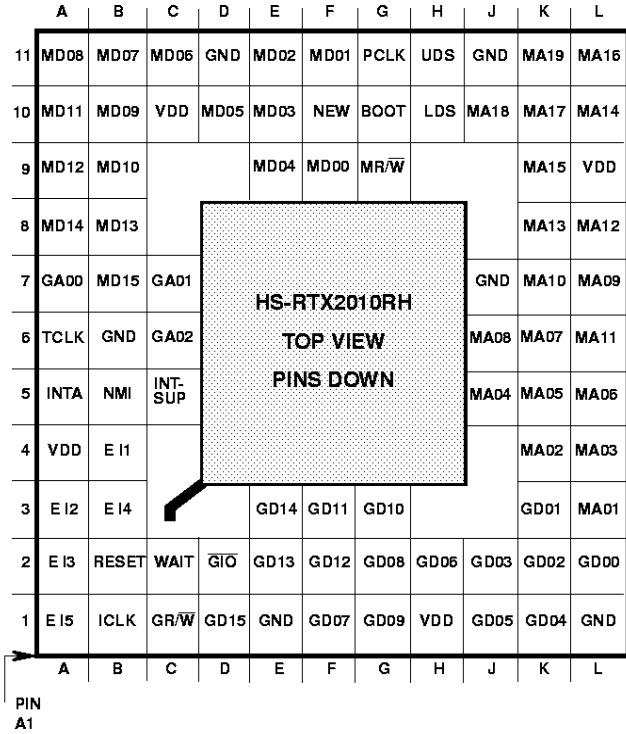 A B C D E F G H J K L
11 MD08 MD07 MD06 GND MD02 MD01 PCLK UDS GND MA19 MA16
10 MD11 MD09 VDD MD05 MD03 NEW BOOT LDS MA18 MA17 MA14
9 MD12 MD10 MD04 MD00 MR/W̅ MA15 VDD
8 MD14 MD13 MA13 MA12
7 GA00 MD15 GA01 GND MA10 MA09
HS-RTX2010RH
6 TCLK GND GA02 TOP VIEW MA08 MA07 MA11
PINS DOWN
5 INTA NMI INT-
SUP MA04 MA05 MA06
4 VDD EI1 MA02 MA03
3 EI2 EI4 GD14 GD11 GD10 GD01 MA01
2 EI3 RESET WAIT G̅I̅O̅ GD13 GD12 GD08 GD06 GD03 GD02 GD00
1 EI5 ICLK GR/W̅ GD15 GND GD07 GD09 VDD GD05 GD04 GND
A B C D E F G H J K L
PIN
A1